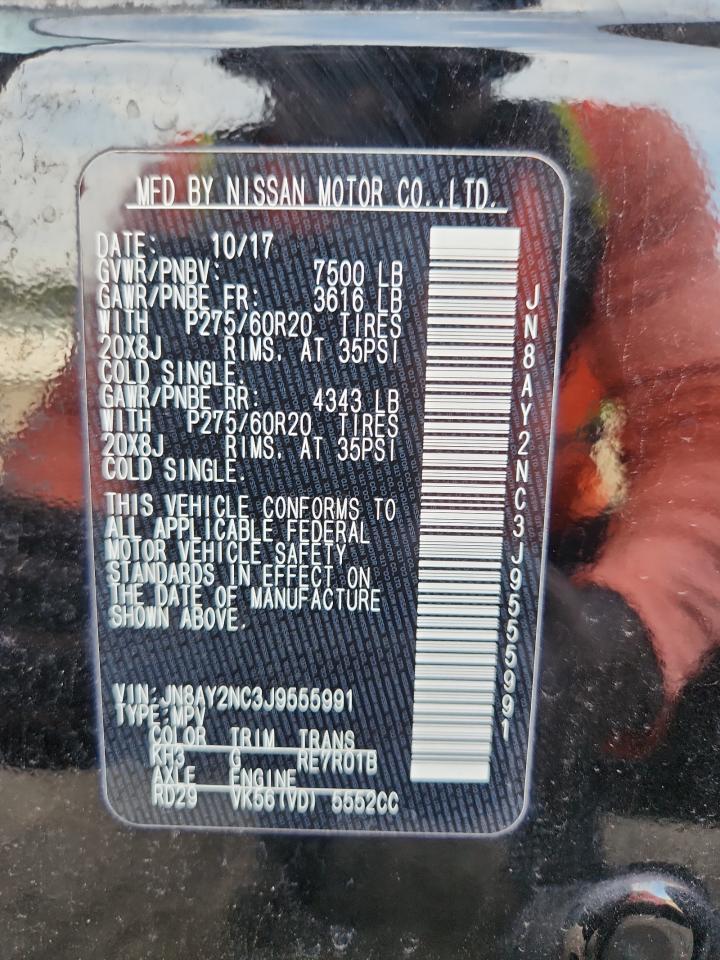 MFD BY NISSAN MOTOR CO.,LTD.
DATE: 10/17
GVWR/PNBV: 7500 LB
GAWR/PNBE FR: 3616 LB
WITH P275/60R20 TIRES
20X8J RIMS. AT 35PSI
COLD SINGLE.
GAWR/PNBE RR: 4343 LB
WITH P275/60R20 TIRES
20X8J RIMS. AT 35PSI
COLD SINGLE.
THIS VEHICLE CONFORMS TO
ALL APPLICABLE FEDERAL
MOTOR VEHICLE SAFETY
STANDARDS IN EFFECT ON
THE DATE OF MANUFACTURE
SHOWN ABOVE.
VIN:JN8AY2NC3J9555991
TYPE:MPV
COLOR TRIM TRANS
KH3 G RE7R01B
AXLE ENGINE
RD29 VK56(VD) 5552CC
JN8AY2NC3J9555991